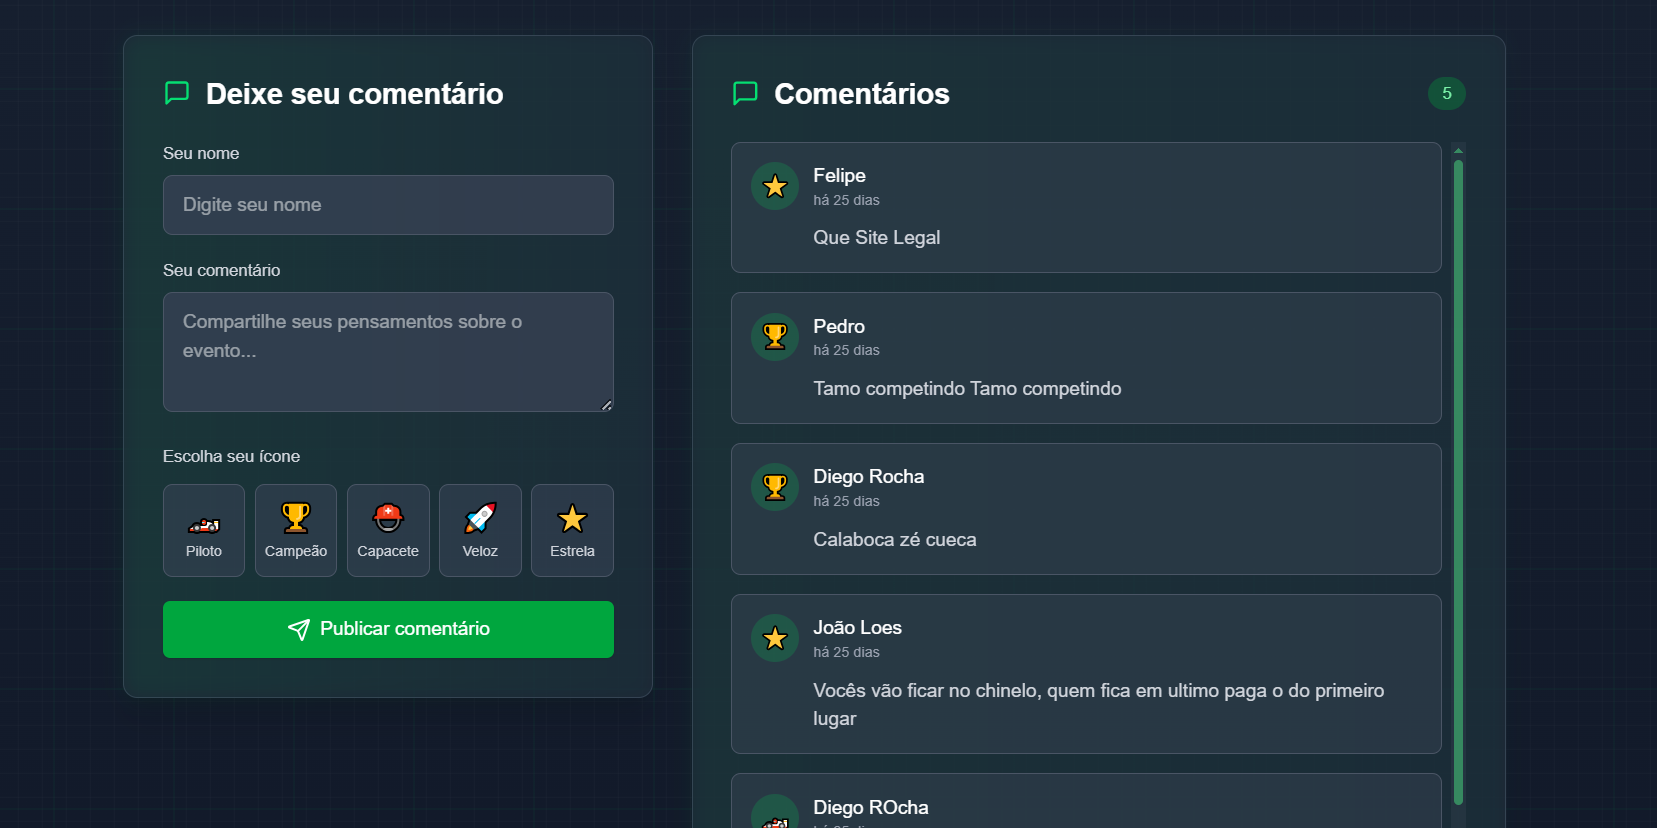 Deixe seu comentário
Seu nome
Digite seu nome
Seu comentário
Compartilhe seus pensamentos sobre o
evento...
Escolha seu ícone
Piloto
Campeão
Capacete
Veloz
Estrela
Publicar comentário
Comentários
5
Felipe
há 25 dias
Que Site Legal
Pedro
há 25 dias
Tamo competindo Tamo competindo
Diego Rocha
há 25 dias
Calaboca zé cueca
João Loes
há 25 dias
Vocês vão ficar no chinelo, quem fica em ultimo paga o do primeiro
lugar
Diego ROcha